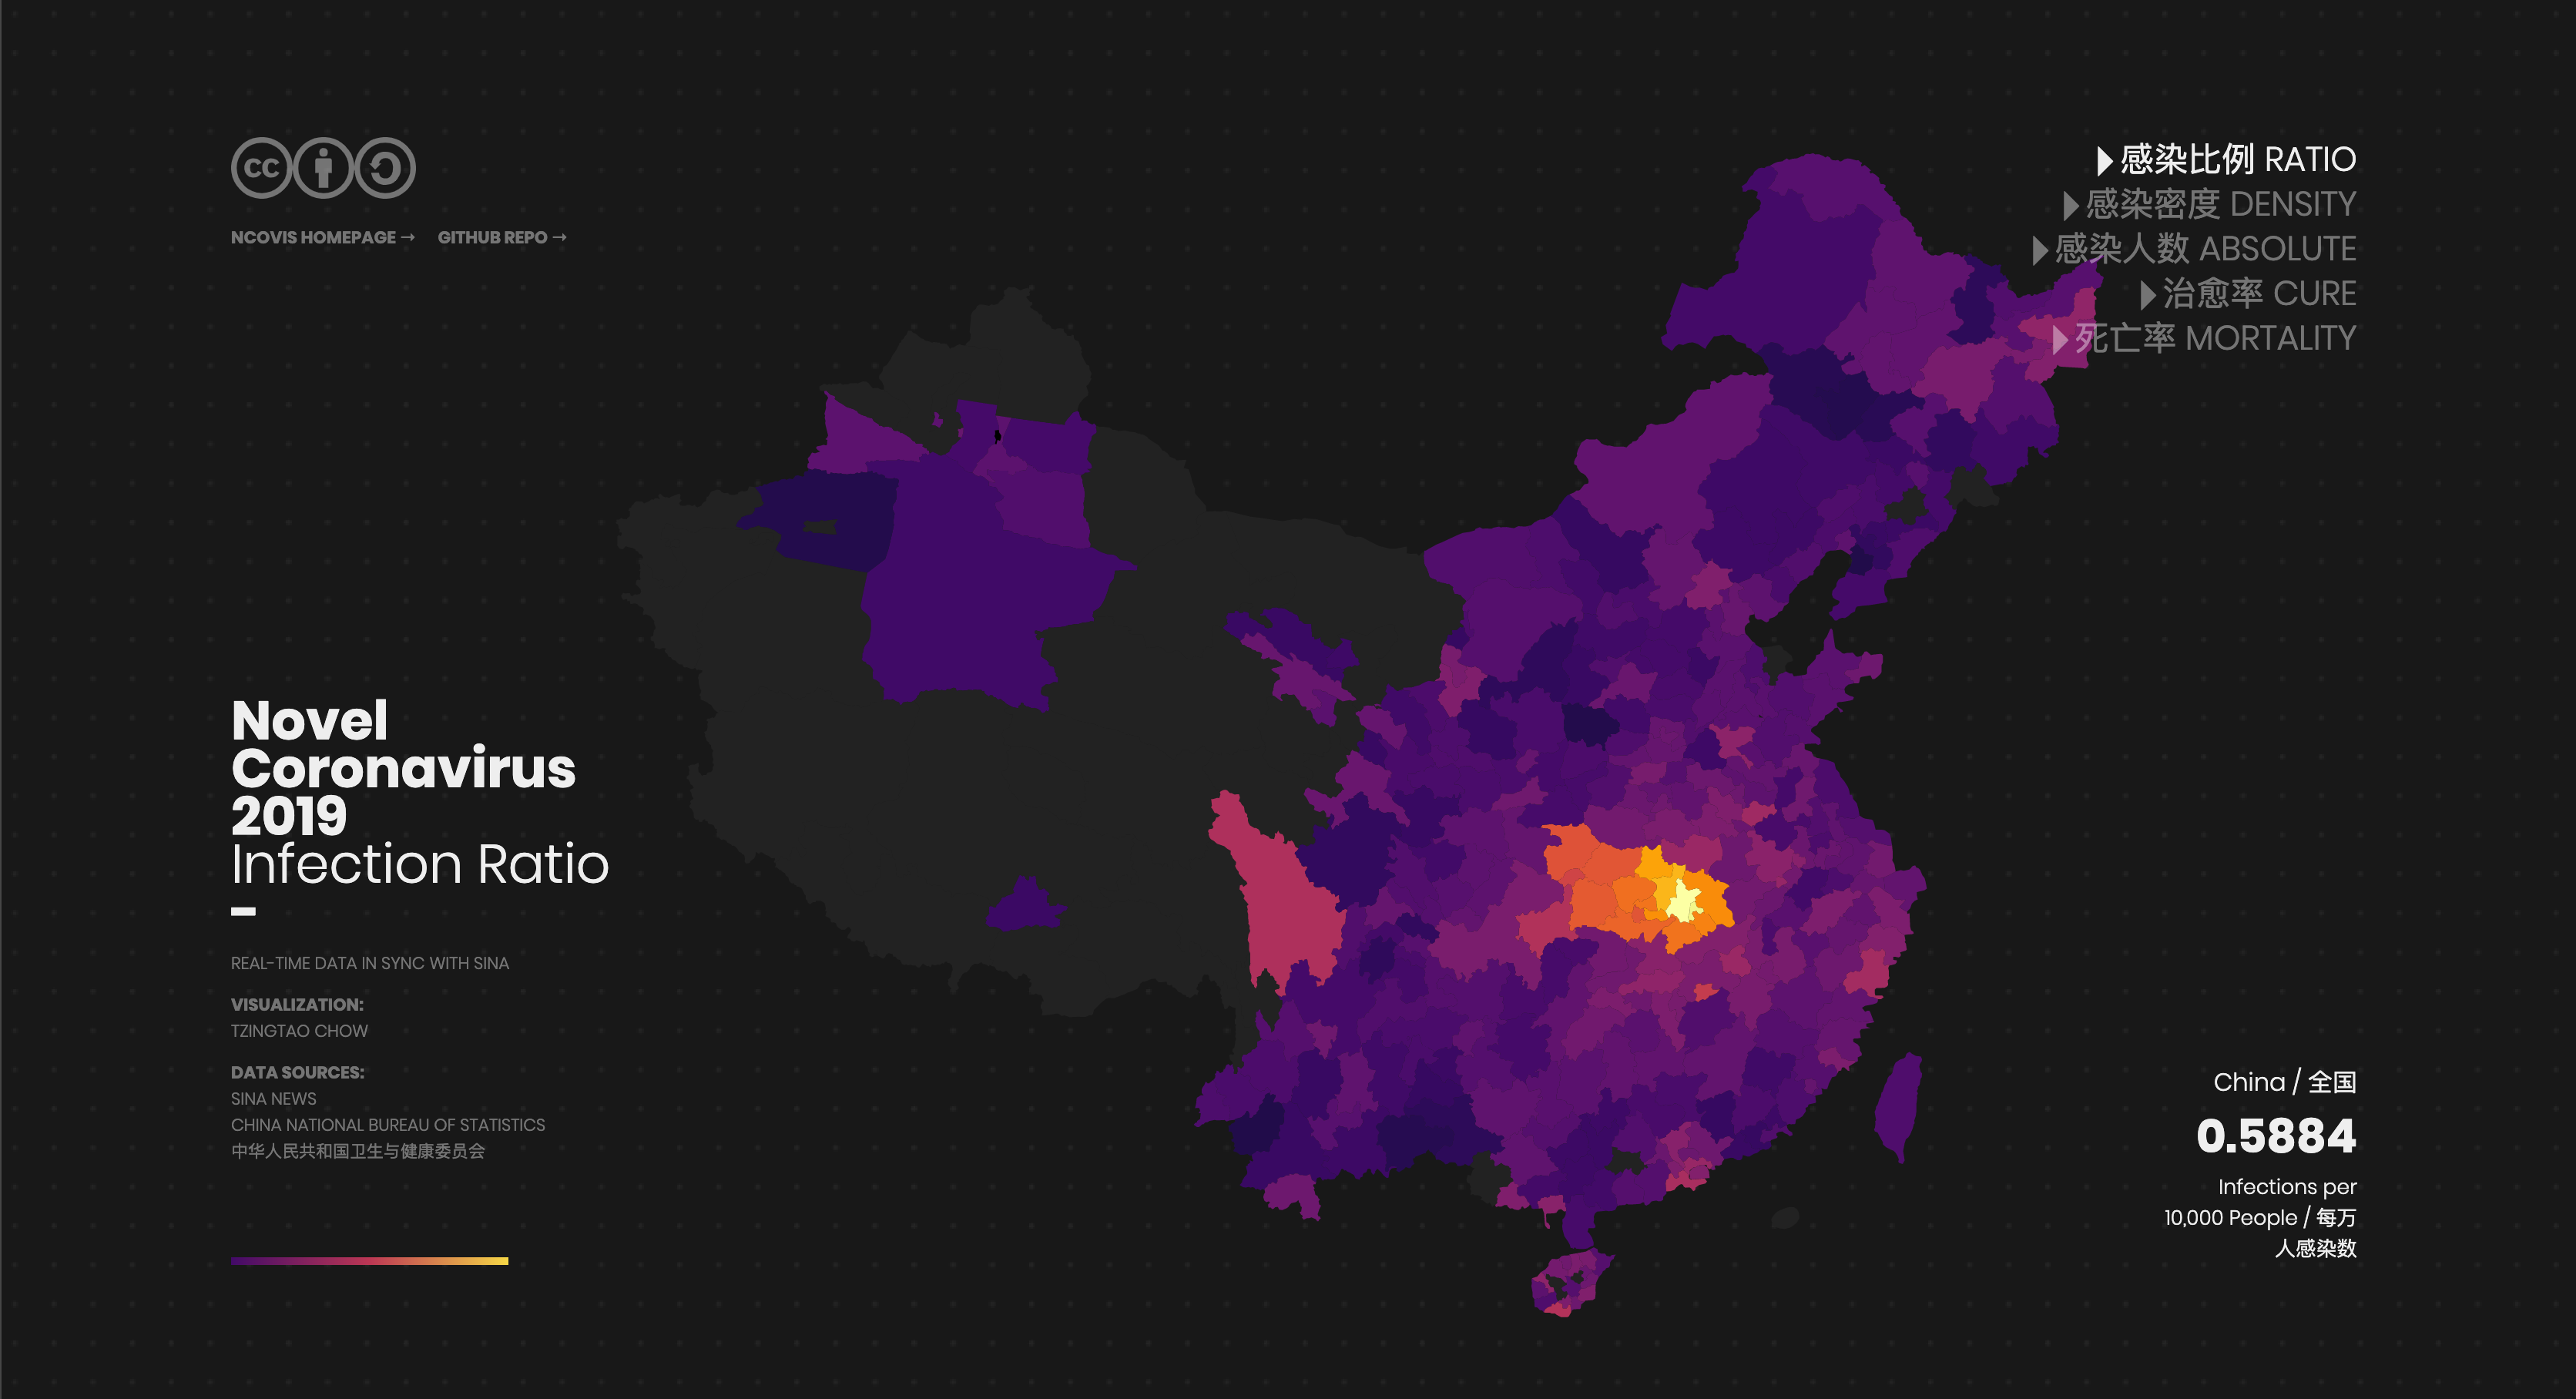 cc
NCOVIS HOMEPAGE → GITHUB REPO →
▶感染比例 RATIO
▶感染密度 DENSITY
▶感染人数 ABSOLUTE
▶治愈率 CURE
▶死亡率 MORTALITY
Novel
Coronavirus
2019
Infection Ratio
–
REAL-TIME DATA IN SYNC WITH SINA
VISUALIZATION:
TZINGTAO CHOW
DATA SOURCES:
SINA NEWS
CHINA NATIONAL BUREAU OF STATISTICS
中华人民共和国卫生与健康委员会
China / 全国
0.5884
Infections per
10,000 People / 每万
人感染数